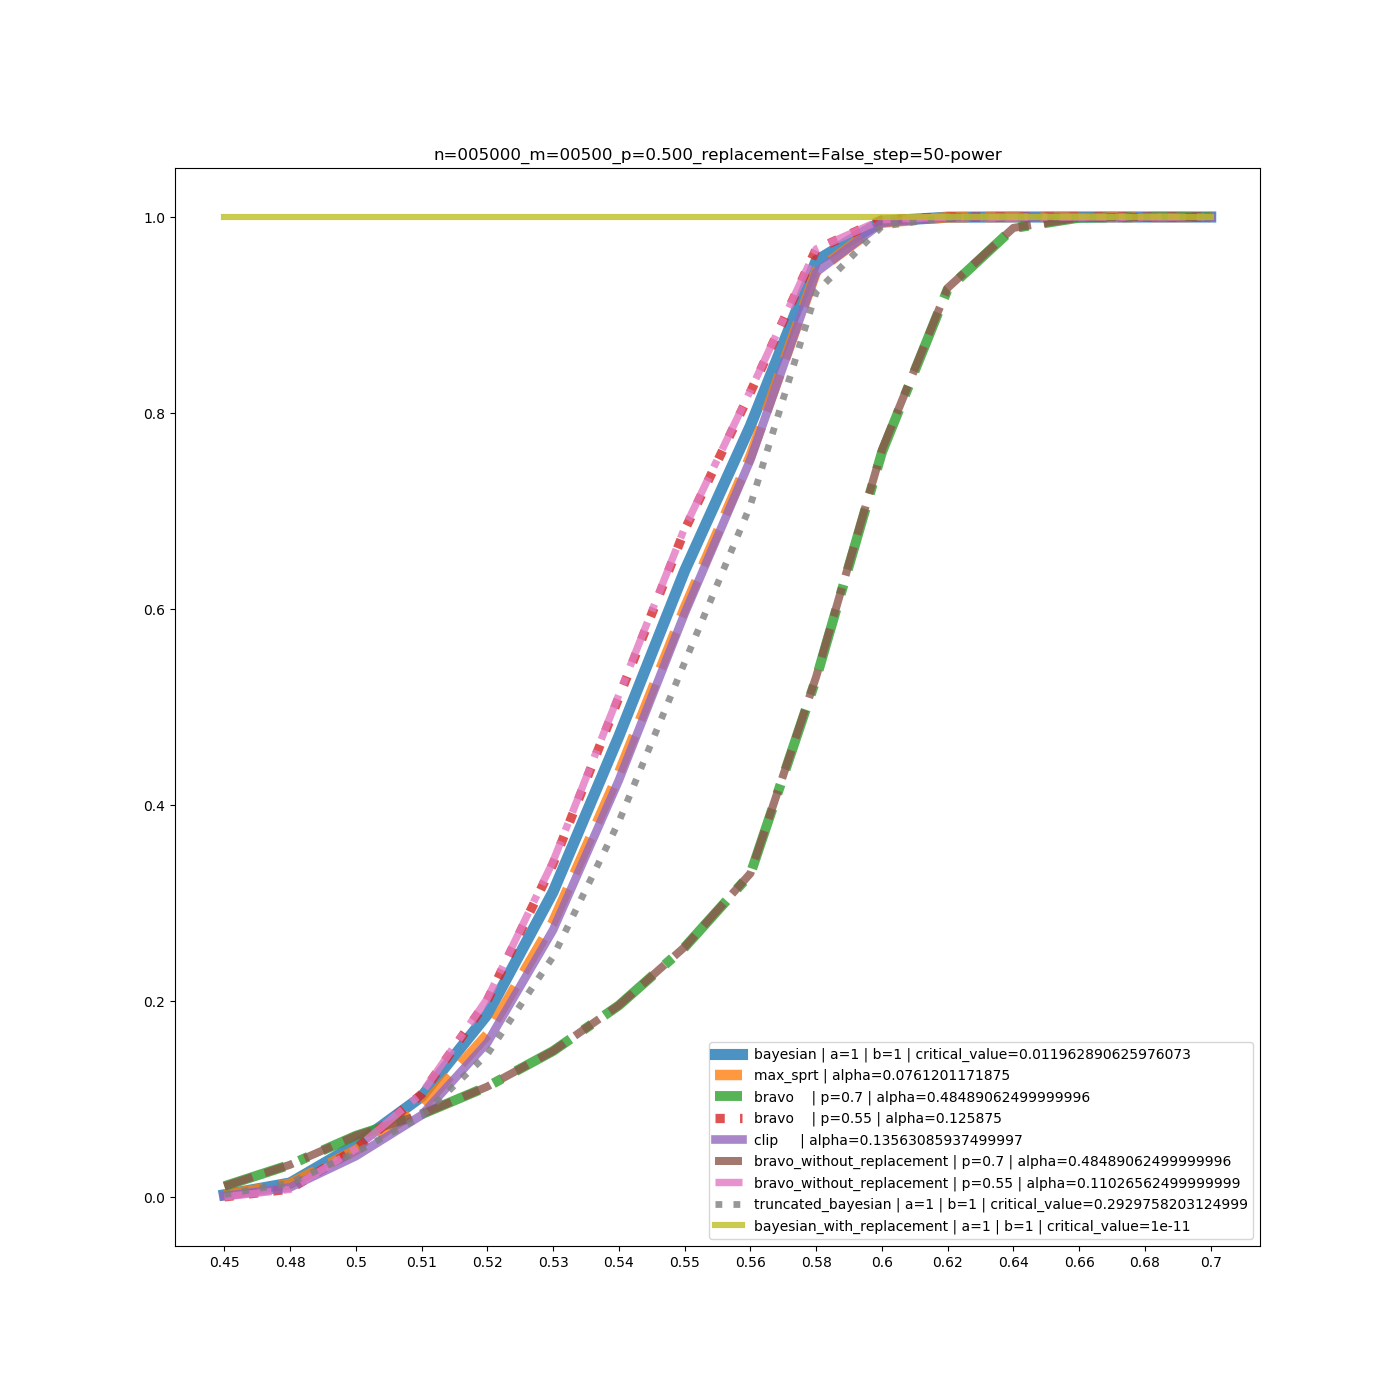 n=005000_m=00500_p=0.500_replacement=False_step=50-power
1.0
0.8
0.6
0.4
0.2
0.0
bayesian | a=1 | b=1 | critical_value=0.011962890625976073
max_sprt | alpha=0.0761201171875
bravo    | p=0.7 | alpha=0.48489062499999996
bravo    | p=0.55 | alpha=0.125875
clip     | alpha=0.13563085937499997
bravo_without_replacement | p=0.7 | alpha=0.48489062499999996
bravo_without_replacement | p=0.55 | alpha=0.11026562499999999
truncated_bayesian | a=1 | b=1 | critical_value=0.2929758203124999
bayesian_with_replacement | a=1 | b=1 | critical_value=1e-11
0.45 0.48 0.5 0.51 0.52 0.53 0.54 0.55 0.56 0.58 0.6 0.62 0.64 0.66 0.68 0.7